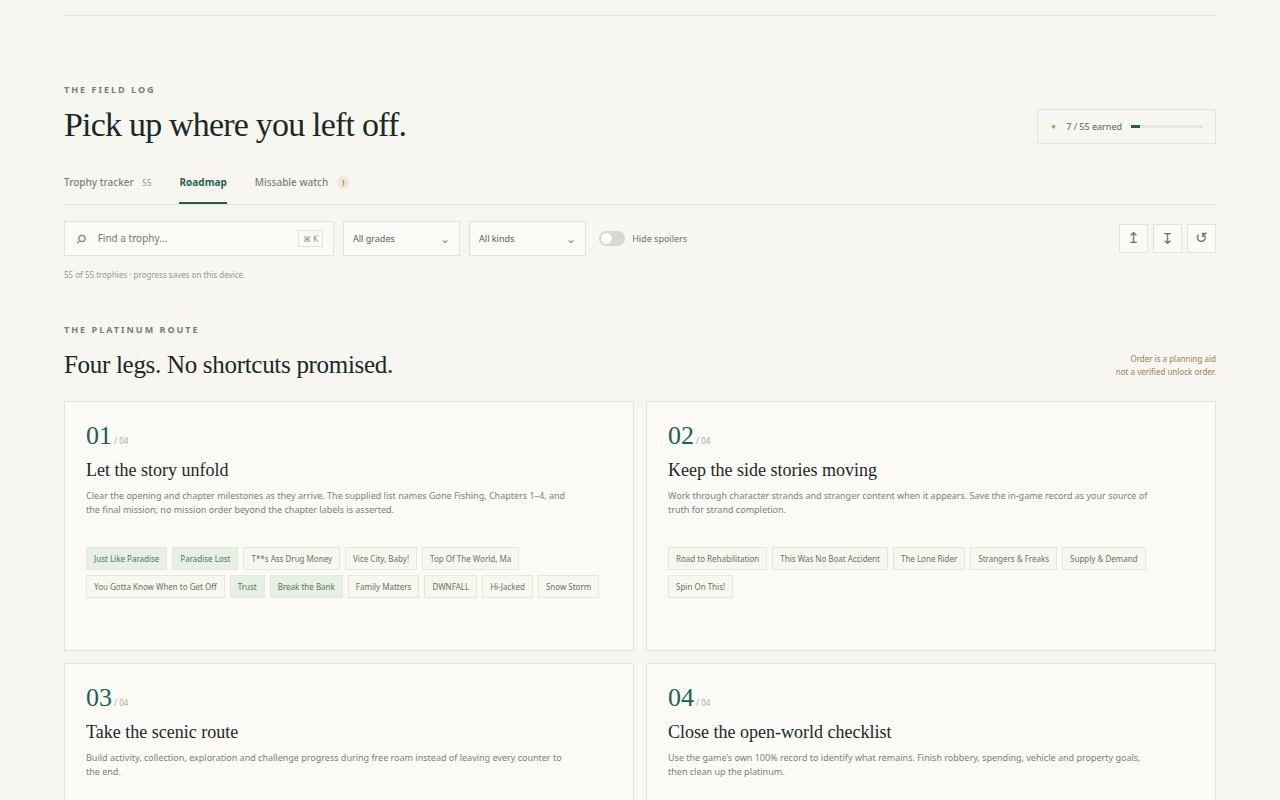 THE FIELD LOG
Pick up where you left off.
✦ 7 / 55 earned
Trophy tracker 55 Roadmap Missable watch !
Find a trophy... ⌘ K All grades All kinds Hide spoilers
55 of 55 trophies · progress saves on this device.
THE PLATINUM ROUTE
Four legs. No shortcuts promised.
Order is a planning aid
not a verified unlock order.
01 / 04
Let the story unfold
Clear the opening and chapter milestones as they arrive. The supplied list names Gone Fishing, Chapters 1–4, and
the final mission; no mission order beyond the chapter labels is asserted.
Just Like Paradise Paradise Lost T**s Ass Drug Money Vice City, Baby! Top Of The World, Ma
You Gotta Know When to Get Off Trust Break the Bank Family Matters DWNFALL Hi-Jacked Snow Storm
02 / 04
Keep the side stories moving
Work through character strands and stranger content when it appears. Save the in-game record as your source of
truth for strand completion.
Road to Rehabilitation This Was No Boat Accident The Lone Rider Strangers & Freaks Supply & Demand
Spin On This!
03 / 04
Take the scenic route
Build activity, collection, exploration and challenge progress during free roam instead of leaving every counter to
the end.
04 / 04
Close the open-world checklist
Use the game's own 100% record to identify what remains. Finish robbery, spending, vehicle and property goals,
then clean up the platinum.